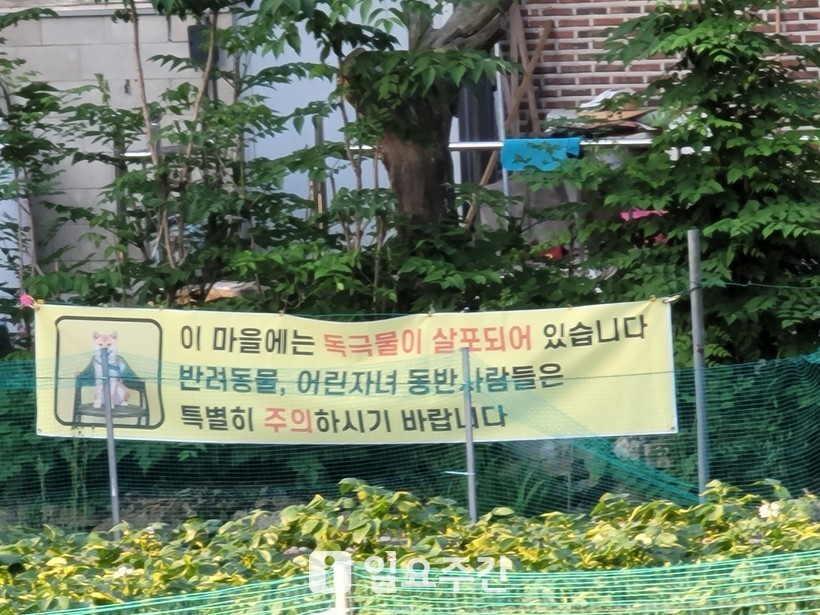 이 마을에는 독극물이 살포되어 있습니다
반려동물, 어린자녀 동반사람들은
특별히 주의하시기 바랍니다
일요주간